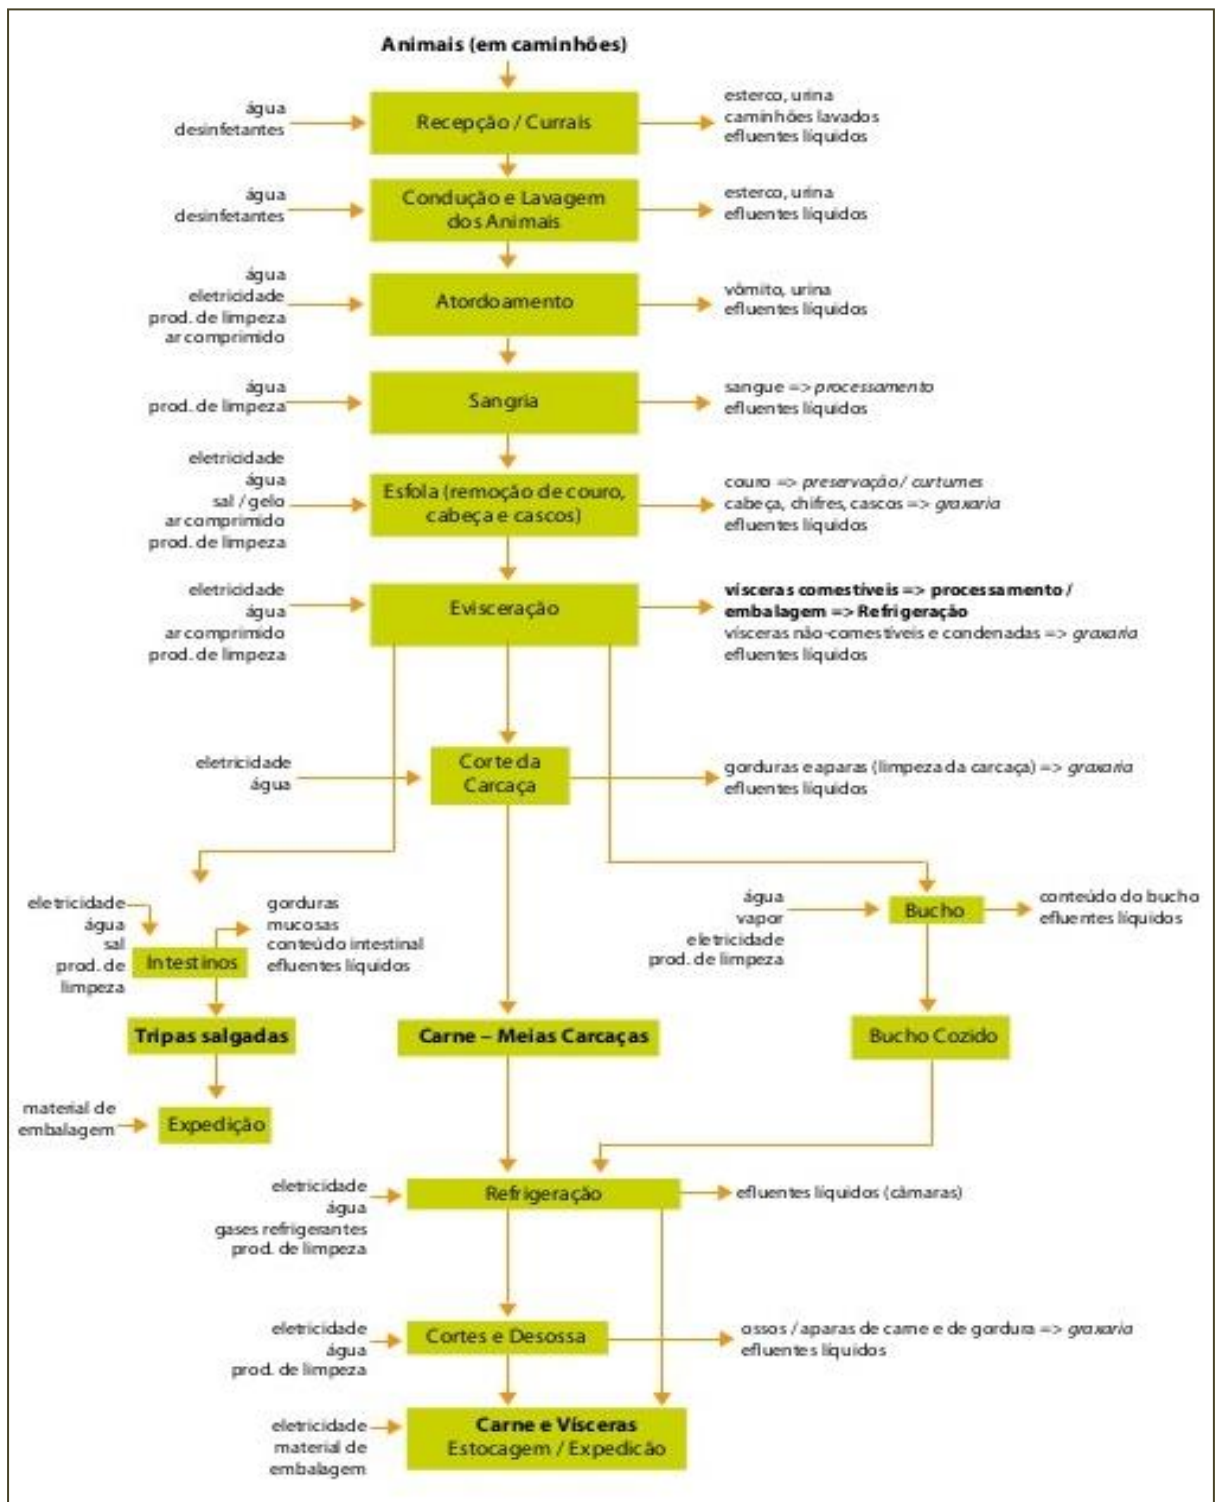 Animais (em caminhões)
água
desinfetantes
Recepção / Currais
esterco, urina
caminhões lavados
efluentes líquidos
água
desinfetantes
Condução e Lavagem
dos Animais
esterco, urina
efluentes líquidos
água
eletricidade
prod. de limpeza
ar comprimido
Atordoamento
vômito, urina
efluentes líquidos
água
prod. de limpeza
Sangria
sangue => processamento
efluentes líquidos
eletricidade
água
sal / gelo
ar comprimido
prod. de limpeza
Esfola (remoção de couro,
cabeça e cascos)
couro => preservação / curtumes
cabeça, chifres, cascos => graxaria
efluentes líquidos
eletricidade
água
ar comprimido
prod. de limpeza
Evisceração
vísceras comestíveis => processamento /
embalagem => Refrigeração
vísceras não-comestíveis e condenadas => graxaria
efluentes líquidos
eletricidade
água
Corte da
Carcaça
gorduras e aparas (limpeza da carcaça) => graxaria
efluentes líquidos
eletricidade
água
sal
prod. de
limpeza
Intestinos
gorduras
mucosas
conteúdo intestinal
efluentes líquidos
água
vapor
eletricidade
prod. de limpeza
Bucho
conteúdo do bucho
efluentes líquidos
Tripas salgadas
Carne – Meias Carcaças
Bucho Cozido
material de
embalagem
Expedição
eletricidade
água
gases refrigerantes
prod. de limpeza
Refrigeração
efluentes líquidos (câmaras)
eletricidade
água
prod. de limpeza
Cortes e Desossa
ossos / aparas de carne e de gordura => graxaria
efluentes líquidos
eletricidade
material de
embalagem
Carne e Vísceras
Estocagem / Expedicão